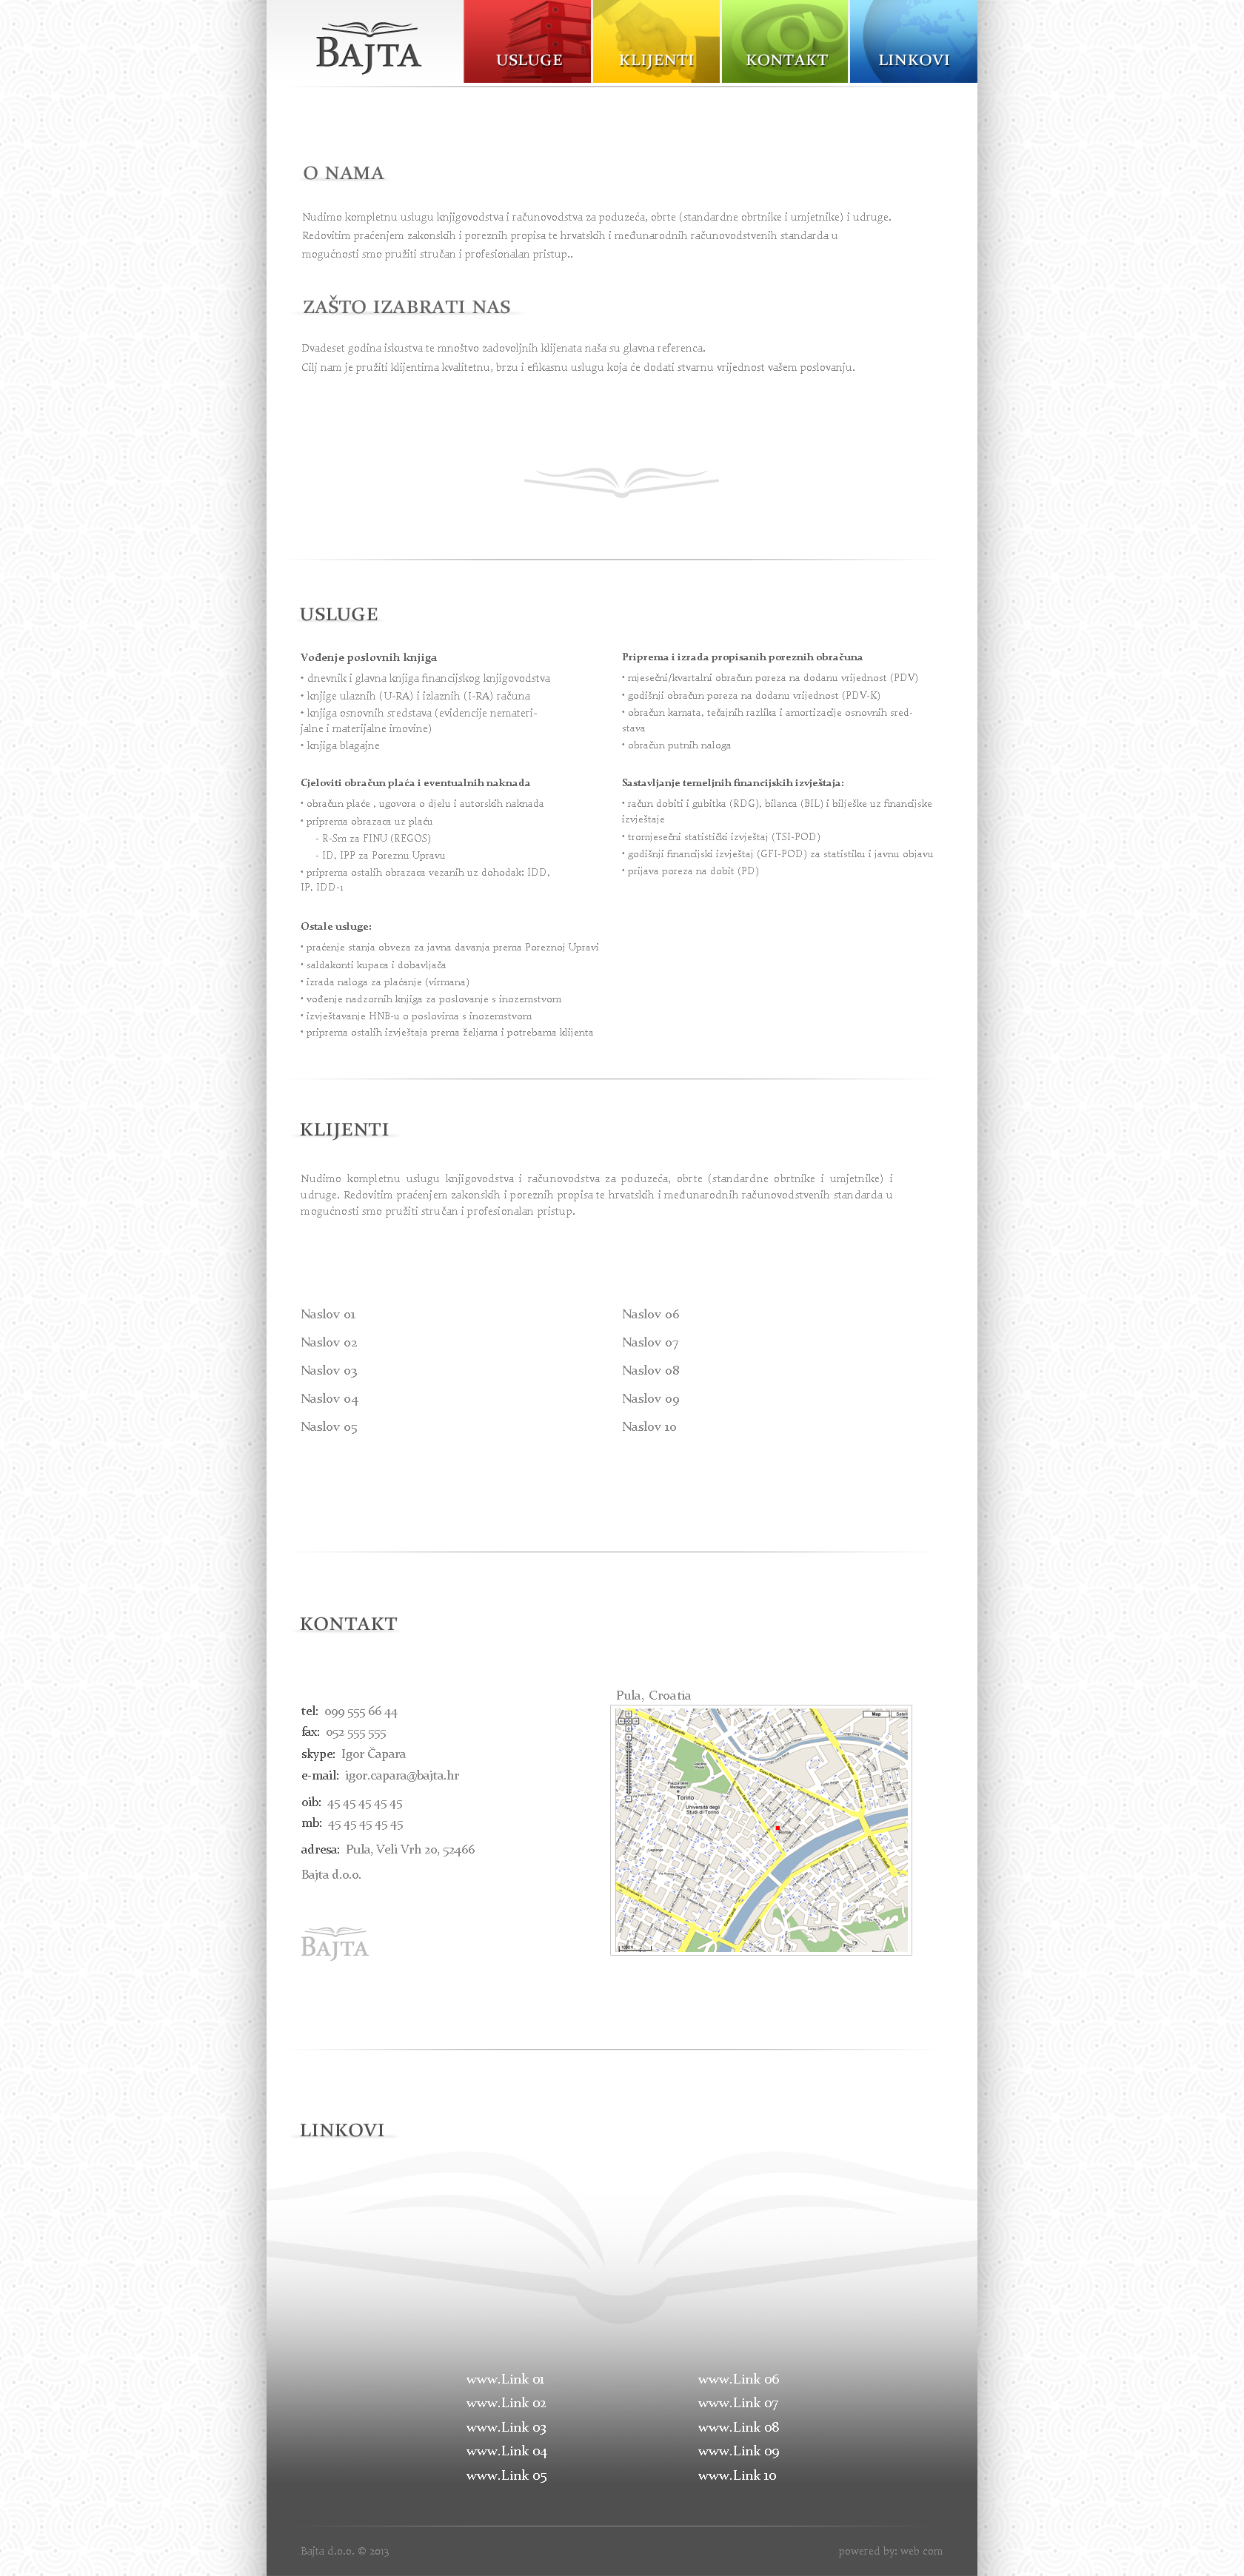 BAJTA
USLUGE
KLIJENTI
KONTAKT
LINKOVI
O NAMA
Nudimo kompletnu uslugu knjigovodstva i računovodstva za poduzeća, obrte (standardne obrtnike i umjetnike) i udruge.
Redovitim praćenjem zakonskih i poreznih propisa te hrvatskih i međunarodnih računovodstvenih standarda u
mogućnosti smo pružiti stručan i profesionalan pristup..
ZAŠTO IZABRATI NAS
Dvadeset godina iskustva te mnoštvo zadovoljnih klijenata naša su glavna referenca.
Cilj nam je pružiti klijentima kvalitetnu, brzu i efikasnu uslugu koja će dodati stvarnu vrijednost vašem poslovanju.
USLUGE
Vođenje poslovnih knjiga
• dnevnik i glavna knjiga financijskog knjigovodstva
• knjige ulaznih (U-RA) i izlaznih (I-RA) računa
• knjiga osnovnih sredstava (evidencije nemateri-
jalne i materijalne imovine)
• knjiga blagajne
Priprema i izrada propisanih poreznih obračuna
• mjesečni/kvartalni obračun poreza na dodanu vrijednost (PDV)
• godišnji obračun poreza na dodanu vrijednost (PDV-K)
• obračun kamata, tečajnih razlika i amortizacije osnovnih sred-
stava
• obračun putnih naloga
Cjeloviti obračun plaća i eventualnih naknada
• obračun plaće , ugovora o djelu i autorskih naknada
• priprema obrazaca uz plaću
- R-Sm za FINU (REGOS)
- ID, IPP za Poreznu Upravu
• priprema ostalih obrazaca vezanih uz dohodak: IDD,
IP, IDD-1
Sastavljanje temeljnih financijskih izvještaja:
• račun dobiti i gubitka (RDG), bilanca (BIL) i bilješke uz financijske
izvještaje
• tromjesečni statistički izvještaj (TSI-POD)
• godišnji financijski izvještaj (GFI-POD) za statistiku i javnu objavu
• prijava poreza na dobit (PD)
Ostale usluge:
• praćenje stanja obveza za javna davanja prema Poreznoj Upravi
• saldakonti kupaca i dobavljača
• izrada naloga za plaćanje (virmana)
• vođenje nadzornih knjiga za poslovanje s inozemstvom
• izvještavanje HNB-u o poslovima s inozemstvom
• priprema ostalih izvještaja prema željama i potrebama klijenta
KLIJENTI
Nudimo kompletnu uslugu knjigovodstva i računovodstva za poduzeća, obrte (standardne obrtnike i umjetnike) i
udruge. Redovitim praćenjem zakonskih i poreznih propisa te hrvatskih i međunarodnih računovodstvenih standarda u
mogućnosti smo pružiti stručan i profesionalan pristup.
Naslov 01
Naslov 02
Naslov 03
Naslov 04
Naslov 05
Naslov 06
Naslov 07
Naslov 08
Naslov 09
Naslov 10
KONTAKT
tel: 099 555 66 44
fax: 052 555 555
skype: Igor Čapara
e-mail: igor.capara@bajta.hr
oib: 45 45 45 45 45
mb: 45 45 45 45 45
adresa: Pula, Veli Vrh 20, 52466
Bajta d.o.o.
BAJTA
Pula, Croatia
Map
Torino
Università degli
Studi di Torino
LINKOVI
www.Link 01
www.Link 02
www.Link 03
www.Link 04
www.Link 05
www.Link 06
www.Link 07
www.Link 08
www.Link 09
www.Link 10
Bajta d.o.o. © 2013
powered by: web com